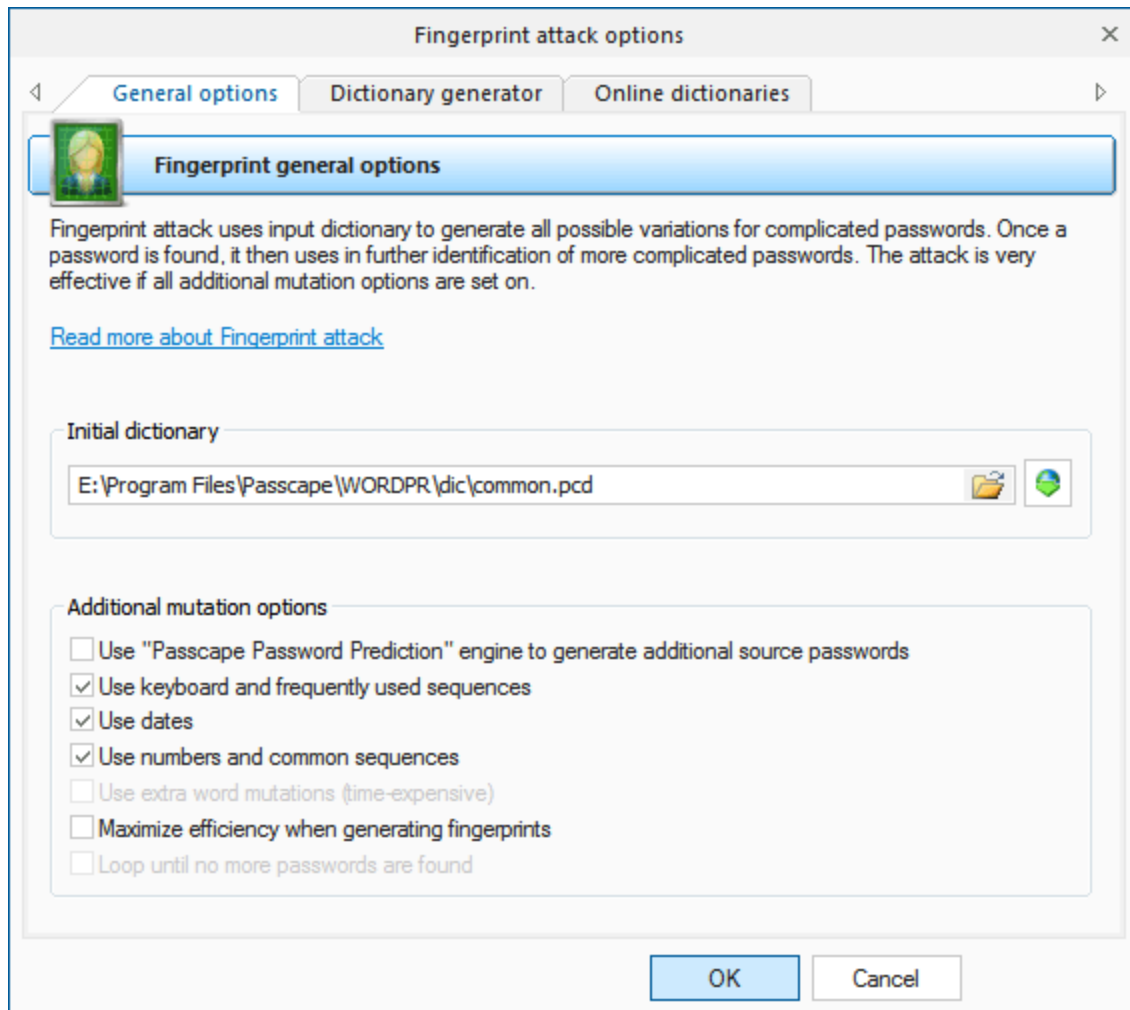 Fingerprint attack options
General options
Dictionary generator
Online dictionaries
Fingerprint general options
Fingerprint attack uses input dictionary to generate all possible variations for complicated passwords. Once a
password is found, it then uses in further identification of more complicated passwords. The attack is very
effective if all additional mutation options are set on.
Read more about Fingerprint attack
Initial dictionary
E:\Program Files\Passcape\WORDPR\dic\common.pcd
Additional mutation options
Use "Passcape Password Prediction" engine to generate additional source passwords
Use keyboard and frequently used sequences
Use dates
Use numbers and common sequences
Use extra word mutations (time-expensive)
Maximize efficiency when generating fingerprints
Loop until no more passwords are found
OK
Cancel